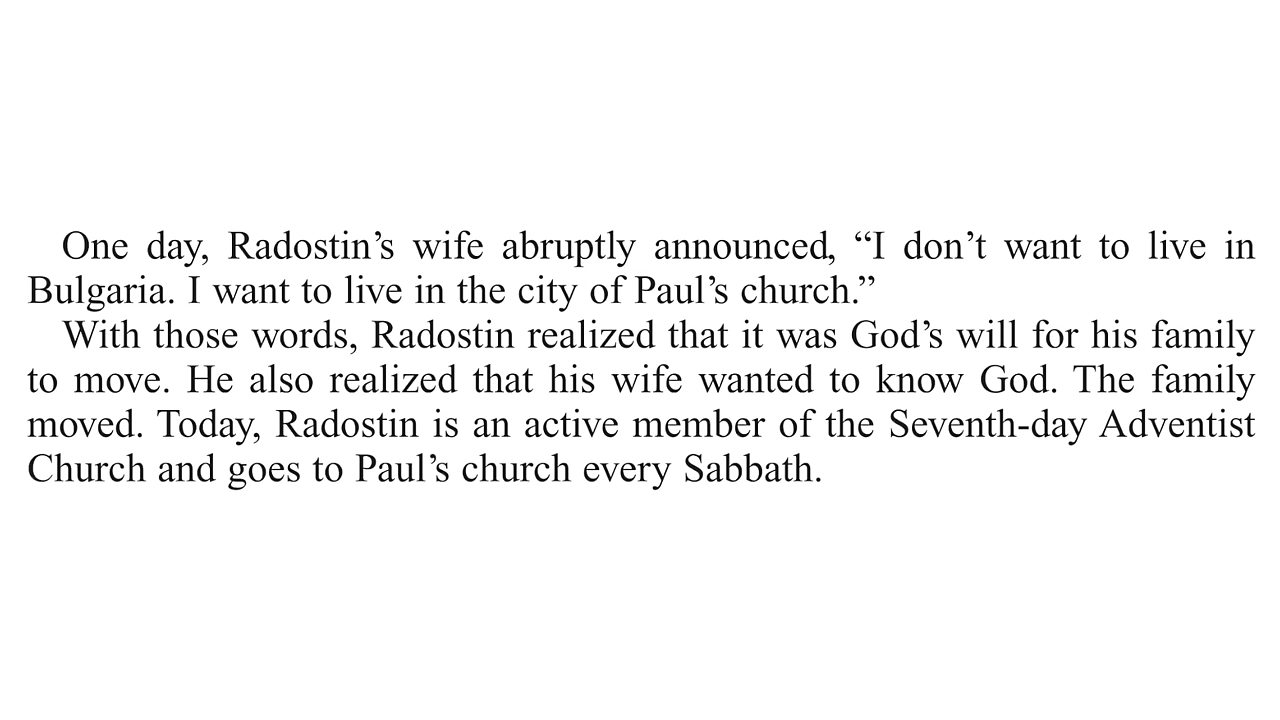 One day, Radostin’s wife abruptly announced, “I don’t want to live in
Bulgaria. I want to live in the city of Paul’s church.”
With those words, Radostin realized that it was God’s will for his family
to move. He also realized that his wife wanted to know God. The family
moved. Today, Radostin is an active member of the Seventh-day Adventist
Church and goes to Paul’s church every Sabbath.